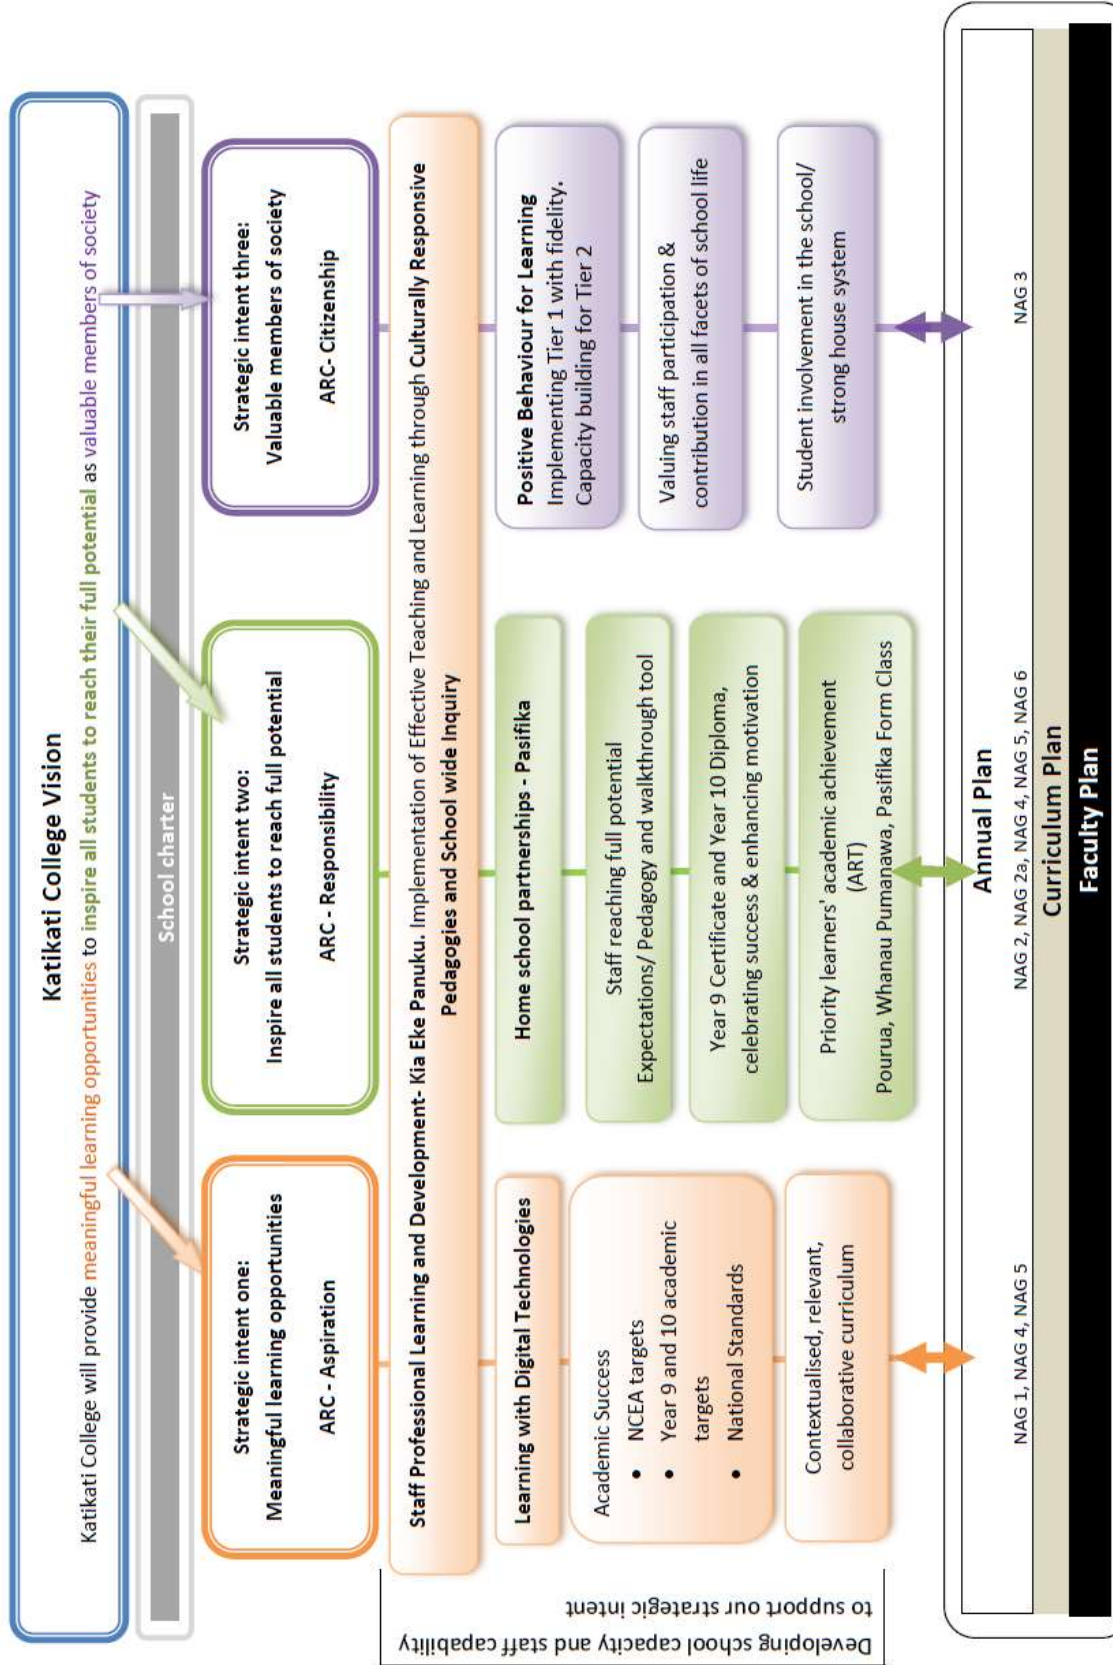 Katikati College Vision
Katikati College will provide meaningful learning opportunities to inspire all students to reach their full potential as valuable members of society
School charter
Strategic intent one:
Meaningful learning opportunities
ARC - Aspiration
Strategic intent two:
Inspire all students to reach full potential
ARC - Responsibility
Strategic intent three:
Valuable members of society
ARC- Citizenship
Developing school capacity and staff capability
to support our strategic intent
Staff Professional Learning and Development- Kia Eke Panuku. Implementation of Effective Teaching and Learning through Culturally Responsive
Pedagogies and School wide Inquiry
Learning with Digital Technologies
Academic Success
• NCEA targets
• Year 9 and 10 academic
targets
• National Standards
Contextualised, relevant,
collaborative curriculum
Home school partnerships - Pasifika
Staff reaching full potential
Expectations/ Pedagogy and walkthrough tool
Year 9 Certificate and Year 10 Diploma,
celebrating success & enhancing motivation
Priority learners' academic achievement
(ART)
Pourua, Whanau Pumanawa, Pasifika Form Class
Positive Behaviour for Learning
Implementing Tier 1 with fidelity.
Capacity building for Tier 2
Valuing staff participation &
contribution in all facets of school life
Student involvement in the school/
strong house system
Annual Plan
NAG 1, NAG 4, NAG 5
NAG 2, NAG 2a, NAG 4, NAG 5, NAG 6
NAG 3
Curriculum Plan
Faculty Plan